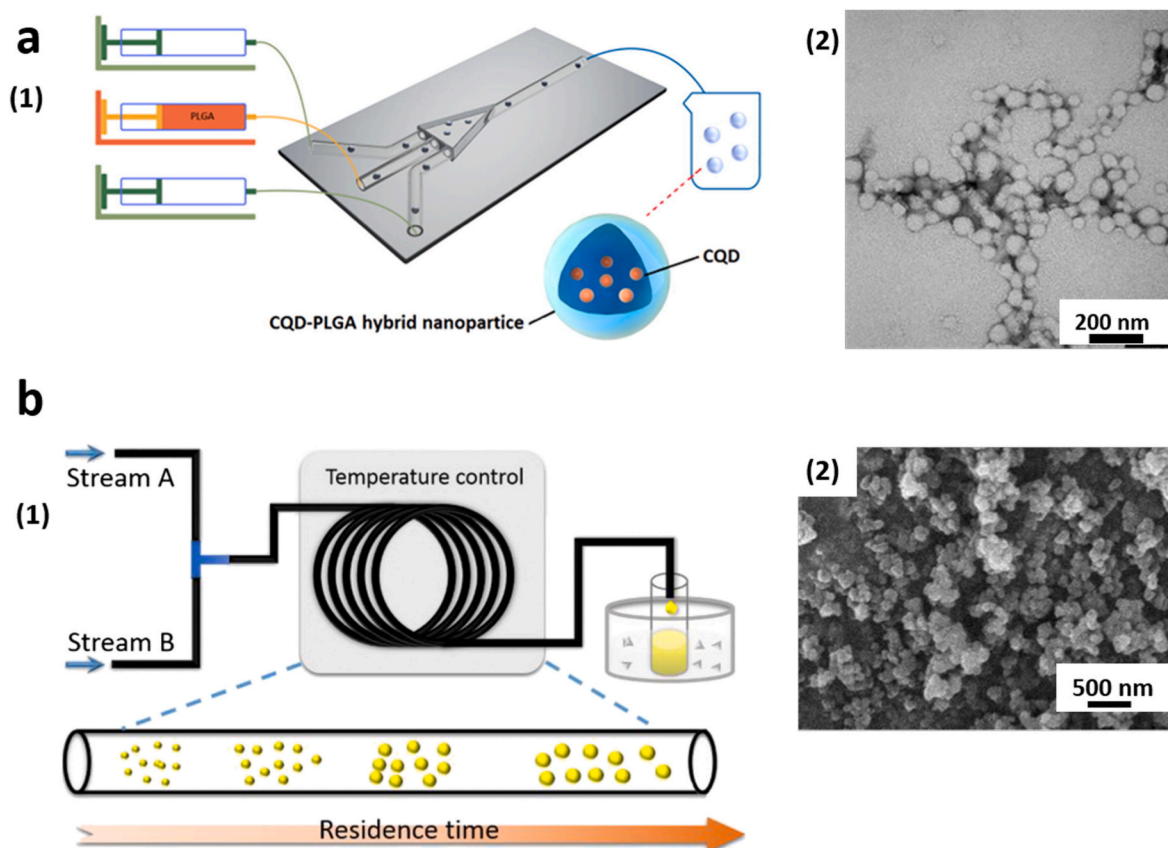 a
(1)
PLGA
CQD
CQD-PLGA hybrid nanopartice
(2)
200 nm
b
(1)
Stream A
Stream B
Temperature control
Residence time
(2)
500 nm